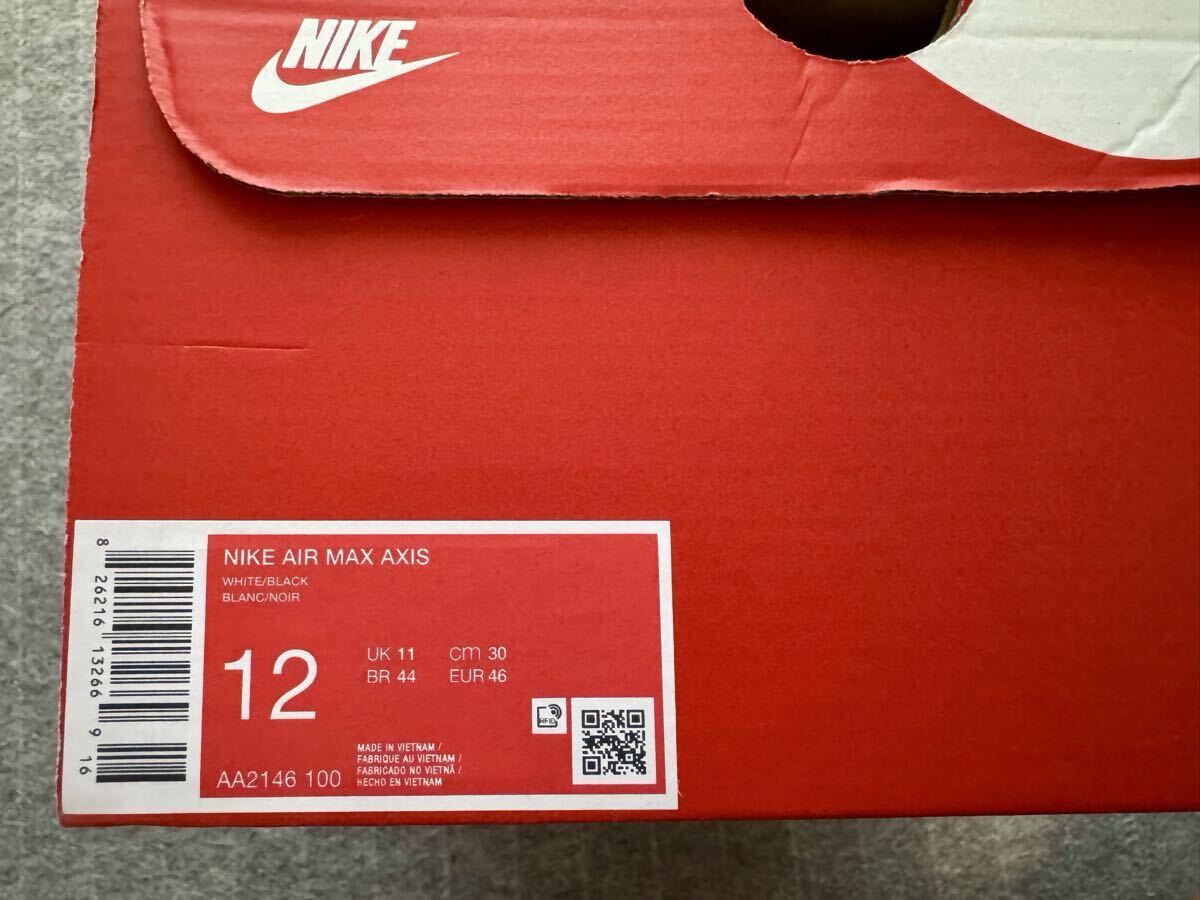 NIKE
NIKE AIR MAX AXIS
WHITE/BLACK
BLANC/NOIR
12
UK 11 cm 30
BR 44 EUR 46
RFID
AA2146 100
MADE IN VIETNAM /
FABRIQUE AU VIETNAM /
FABRICADO NO VIETNÃ /
HECHO EN VIETNAM
8 26216 13266 9 16